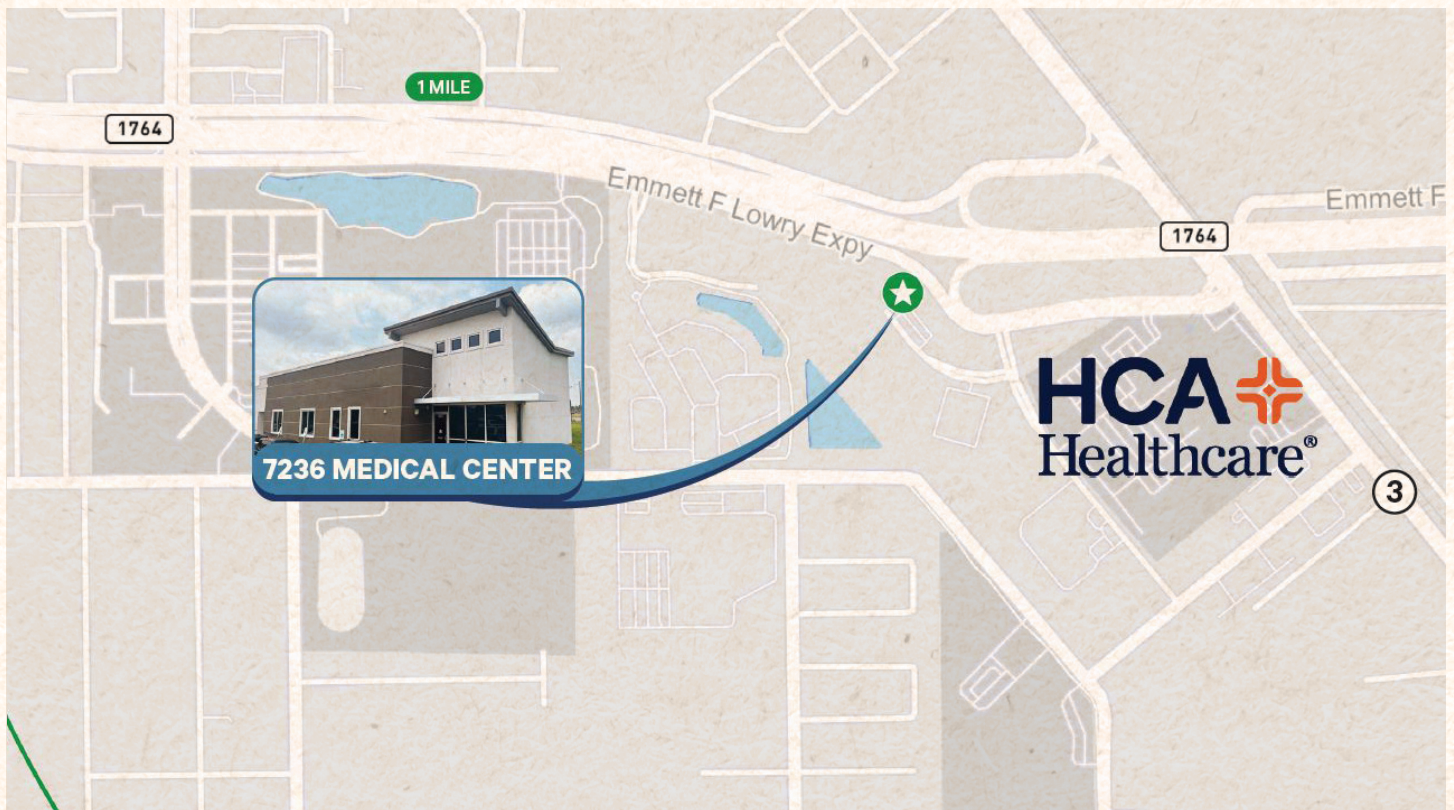 1 MILE
1764
Emmett F Lowry Expy
Emmett F
1764
7236 MEDICAL CENTER
HCA
Healthcare®
3